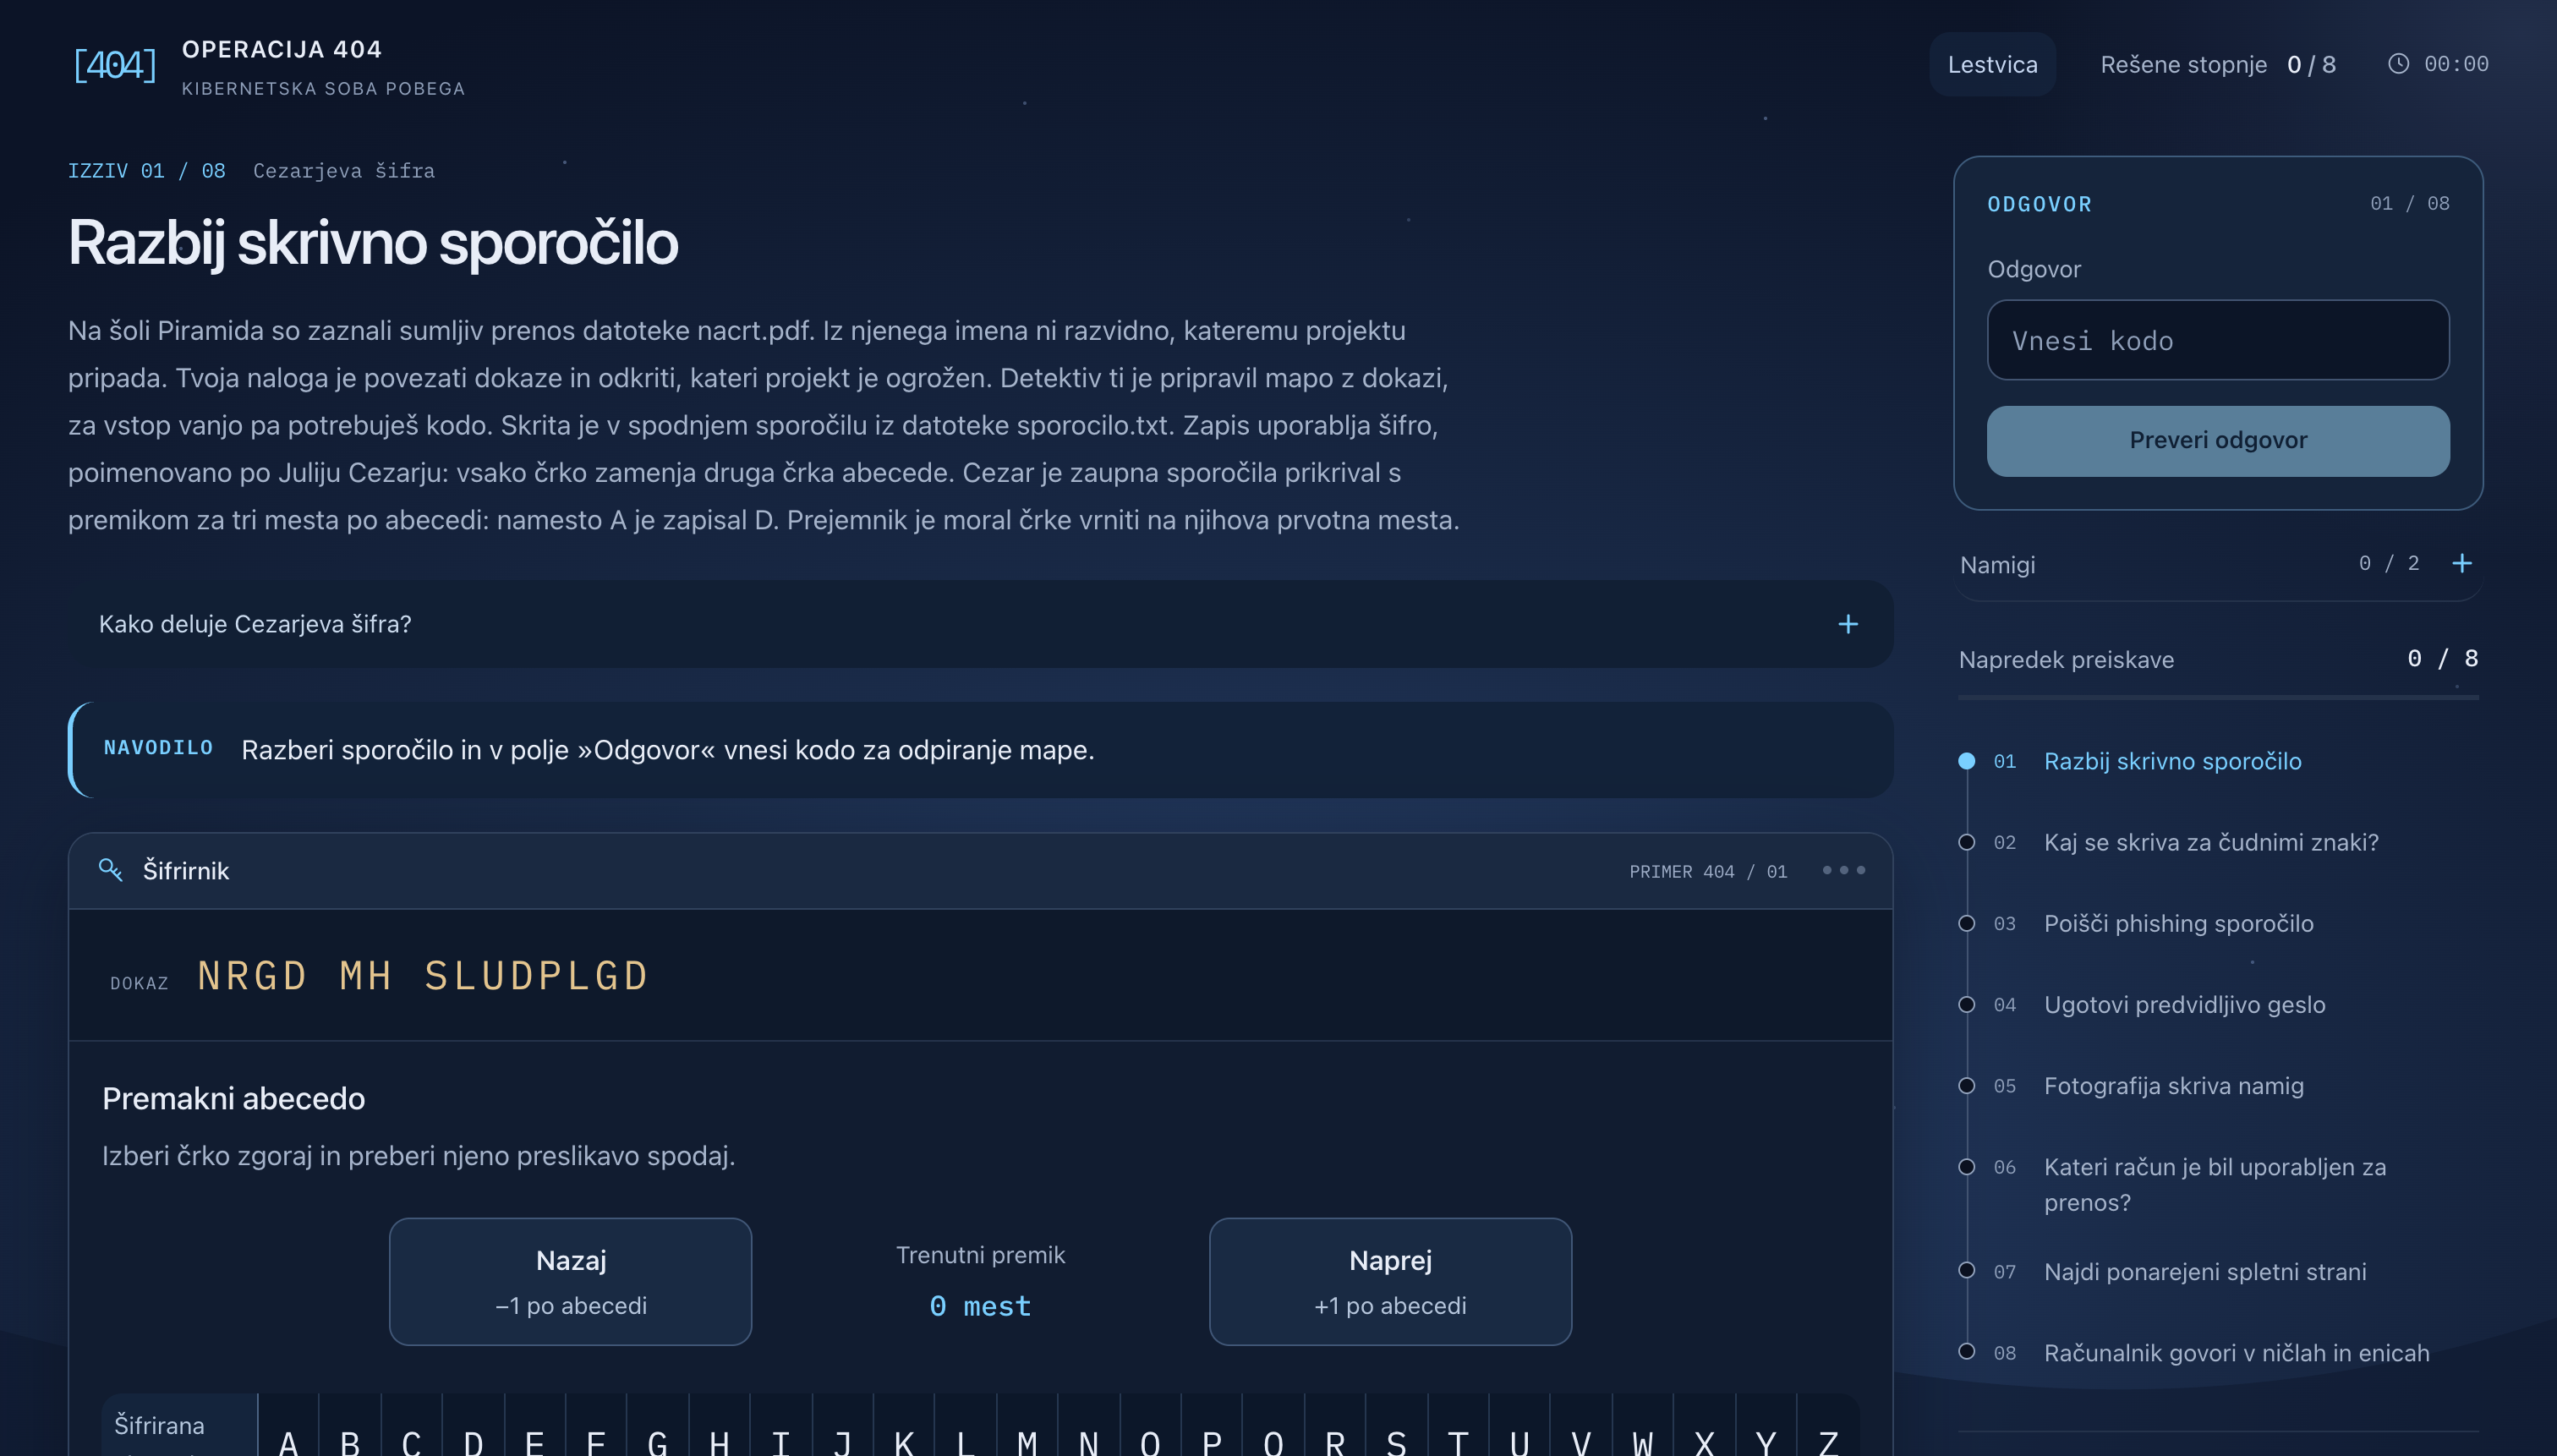 [404]
OPERACIJA 404
KIBERNETSKA SOBA POBEGA
Lestvica
Rešene stopnje 0 / 8
00:00
IZZIV 01 / 08 Cezarjeva šifra
Razbij skrivno sporočilo
Na šoli Piramida so zaznali sumljiv prenos datoteke nacrt.pdf. Iz njenega imena ni razvidno, kateremu projektu
pripada. Tvoja naloga je povezati dokaze in odkriti, kateri projekt je ogrožen. Detektiv ti je pripravil mapo z dokazi,
za vstop vanjo pa potrebuješ kodo. Skrita je v spodnjem sporočilu iz datoteke sporocilo.txt. Zapis uporablja šifro,
poimenovano po Juliju Cezarju: vsako črko zamenja druga črka abecede. Cezar je zaupna sporočila prikrival s
premikom za tri mesta po abecedi: namesto A je zapisal D. Prejemnik je moral črke vrniti na njihova prvotna mesta.
Kako deluje Cezarjeva šifra?
NAVODILO Razberi sporočilo in v polje »Odgovor« vnesi kodo za odpiranje mape.
Šifrirnik
PRIMER 404 / 01
DOKAZ NRGD MH SLUDPLGD
Premakni abecedo
Izberi črko zgoraj in preberi njeno preslikavo spodaj.
Nazaj
–1 po abecedi
Trenutni premik
0 mest
Naprej
+1 po abecedi
Šifrirana
A B C D E F G H I J K L M N O P Q R S T U V W X Y Z
ODGOVOR 01 / 08
Odgovor
Vnesi kodo
Preveri odgovor
Namigi 0 / 2 +
Napredek preiskave 0 / 8
01 Razbij skrivno sporočilo
02 Kaj se skriva za čudnimi znaki?
03 Poišči phishing sporočilo
04 Ugotovi predvidljivo geslo
05 Fotografija skriva namig
06 Kateri račun je bil uporabljen za
prenos?
07 Najdi ponarejeni spletni strani
08 Računalnik govori v ničlah in enicah